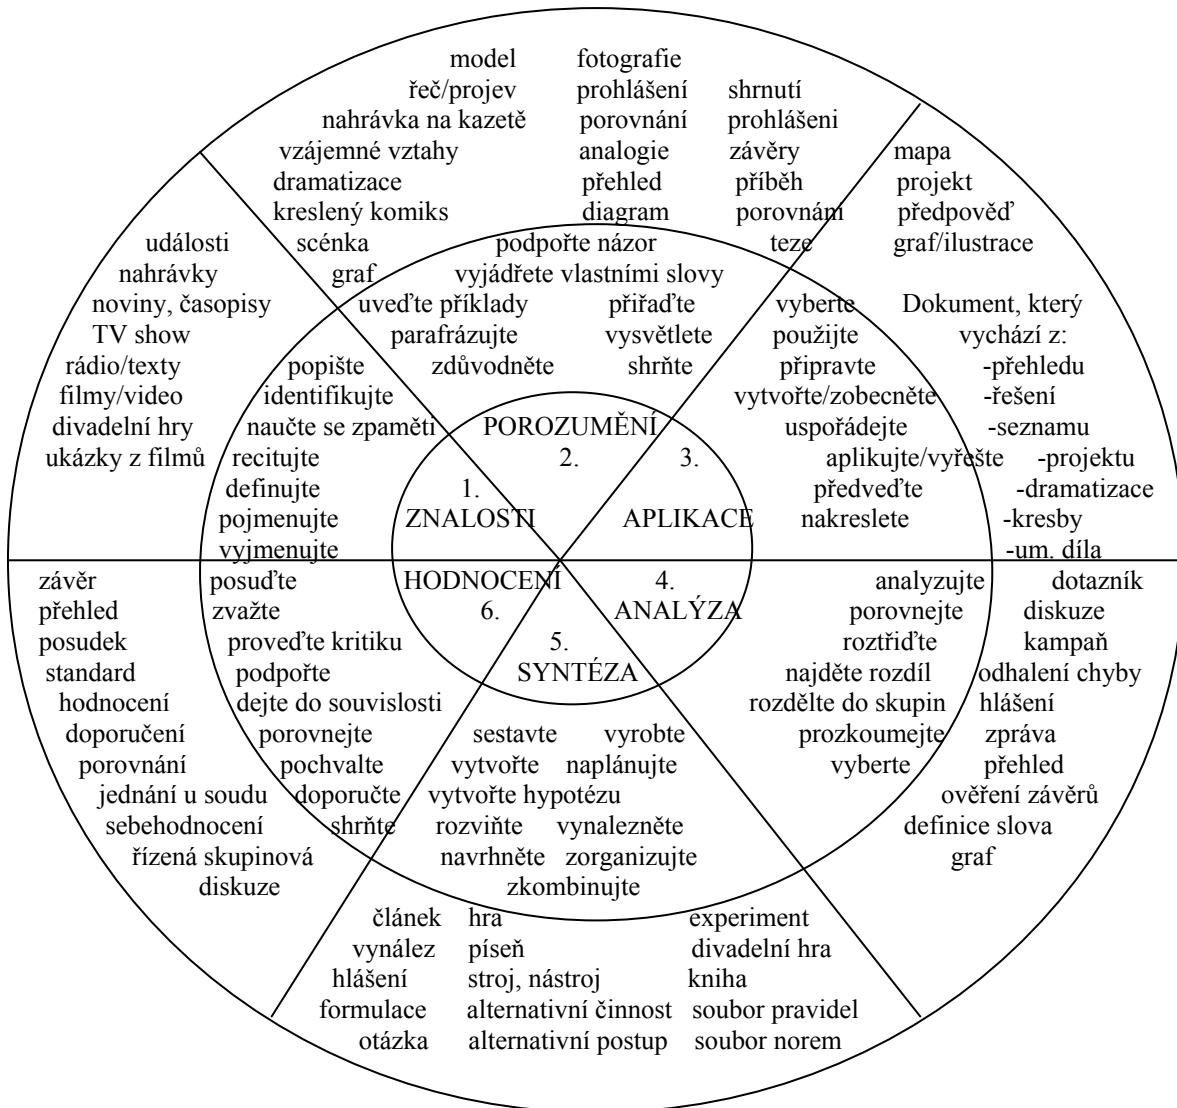 model fotografie
řeč/projev prohlášení shrnutí
nahrávka na kazetě porovnání prohlášeni
vzájemné vztahy analogie závěry mapa
dramatizace přehled příběh projekt
kreslený komiks diagram porovnání předpověď
události scénka podpořte názor teze graf/ilustrace
nahrávky graf vyjádřete vlastními slovy
noviny, časopisy uveďte příklady přiřaďte vyberte Dokument, který
TV show parafrázujte vysvětlete použijte vychází z:
rádio/texty popište zdůvodněte shrňte připravte -přehledu
filmy/video identifikujte vytvořte/zobecněte -řešení
divadelní hry naučte se zpaměti POROZUMĚNÍ uspořádejte -seznamu
ukázky z filmů recitujte 2. 3. aplikujte/vyřešte -projektu
definujte 1. předveďte -dramatizace
pojmenujte ZNALOSTI APLIKACE nakreslete -kresby
vyjmenujte -um. díla
závěr posuďte HODNOCENÍ 4. analyzujte dotazník
přehled zvažte 6. ANALÝZA porovnejte diskuze
posudek proveďte kritiku 5. roztřiďte kampaň
standard podpořte SYNTÉZA najděte rozdíl odhalení chyby
hodnocení dejte do souvislosti rozdělte do skupin hlášení
doporučení porovnejte sestavte vyrobte prozkoumejte zpráva
porovnání pochvalte vytvořte naplánujte vyberte přehled
jednání u soudu doporučte vytvořte hypotézu ověření závěrů
sebehodnocení shrňte rozviňte vynalezněte definice slova
řízená skupinová navrhněte zorganizujte graf
diskuze zkombinujte
článek hra experiment
vynález píseň divadelní hra
hlášení stroj, nástroj kniha
formulace alternativní činnost soubor pravidel
otázka alternativní postup soubor norem